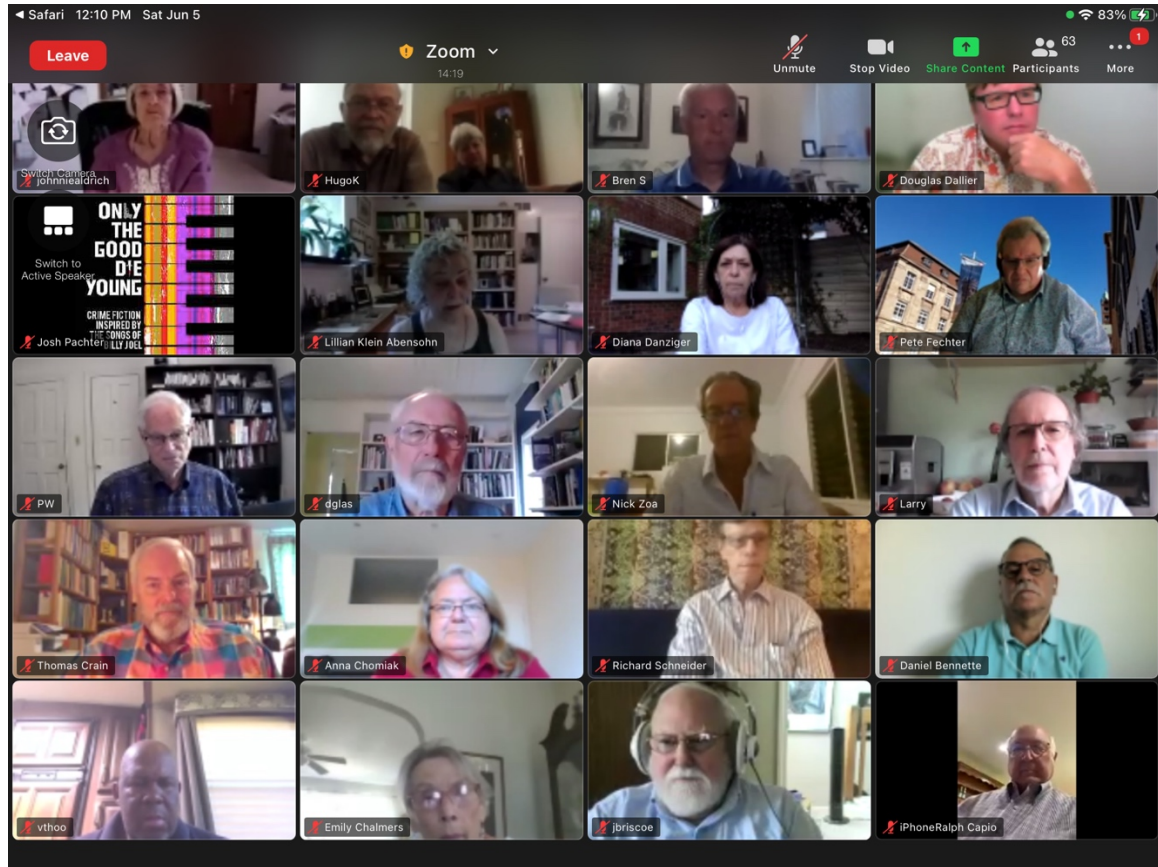 Safari 12:10 PM Sat Jun 5
83%
Leave
Zoom
14:19
Unmute
Stop Video
Share Content
Participants
63
More
1
Switch Camera
johnniealdrich
HugoK
Bren S
Douglas Dallier
Switch to
Active Speaker
ONLY
THE
GOOD
DIE
YOUNG
CRIME FICTION
INSPIRED BY
THE SONGS OF
BILLY JOEL
Josh Pachter
Lillian Klein Abensohn
Diana Danziger
Pete Fechter
PW
dglas
Nick Zoa
Larry
Thomas Crain
Anna Chomiak
Richard Schneider
Daniel Bennette
vthoo
Emily Chalmers
jbriscoe
iPhoneRalph Capio